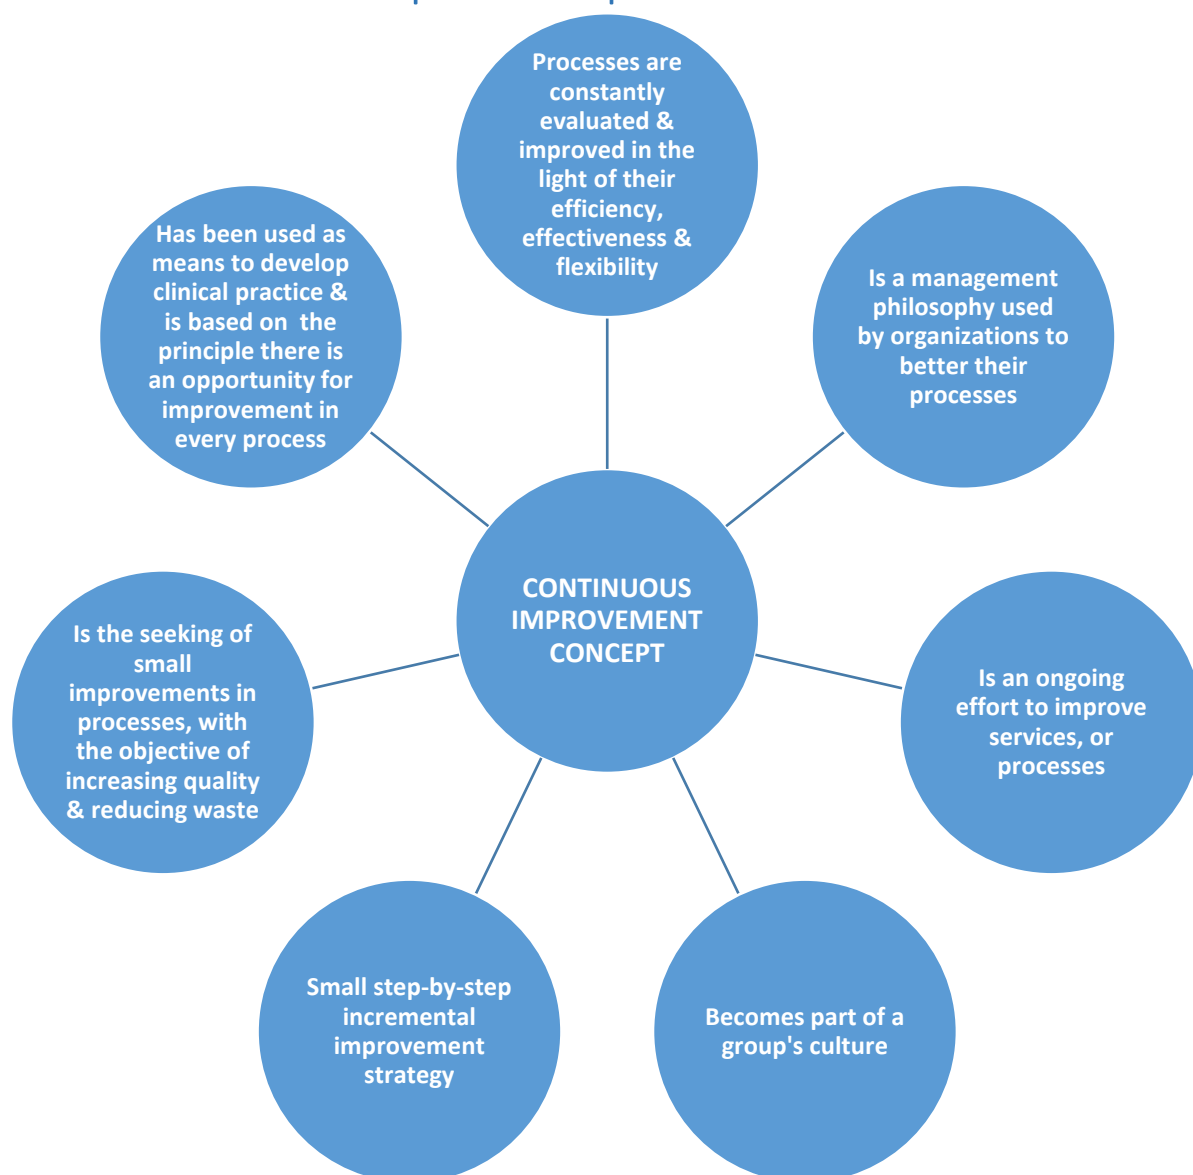 Processes are
constantly
evaluated &
improved in the
light of their
efficiency,
effectiveness &
flexibility
Is a management
philosophy used
by organizations to
better their
processes
Is an ongoing
effort to improve
services, or
processes
Becomes part of a
group's culture
Small step-by-step
incremental
improvement
strategy
Is the seeking of
small
improvements in
processes, with
the objective of
increasing quality
& reducing waste
Has been used as
means to develop
clinical practice &
is based on  the
principle there is
an opportunity for
improvement in
every process
CONTINUOUS
IMPROVEMENT
CONCEPT